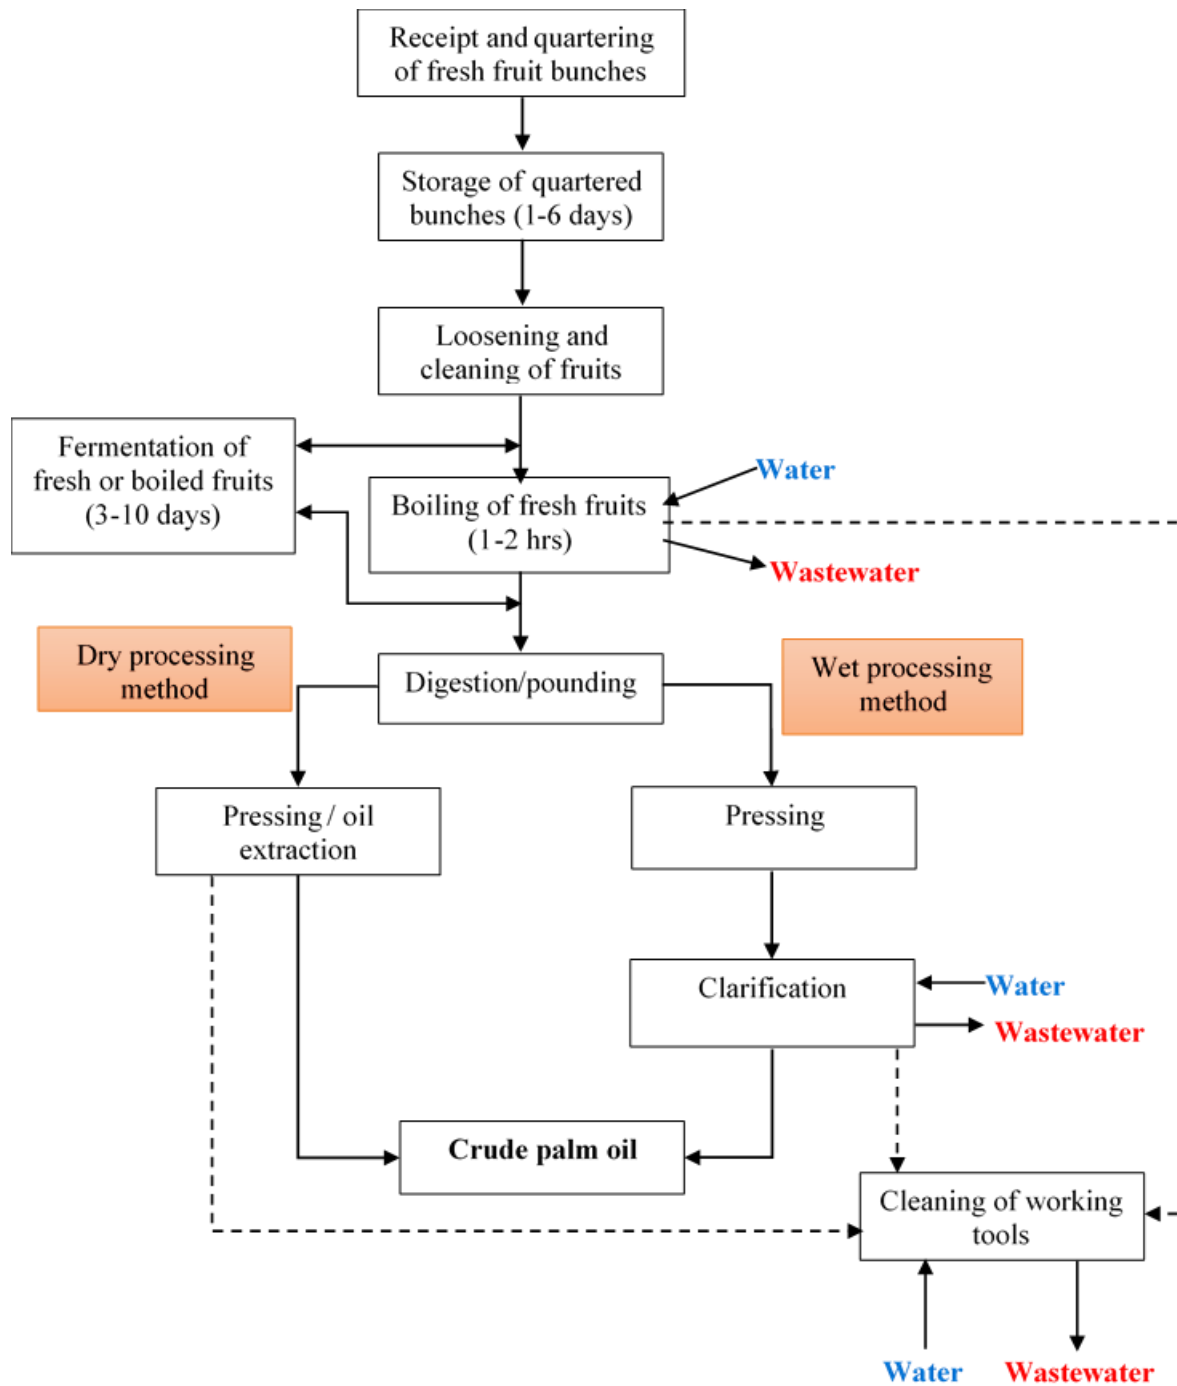 Receipt and quartering
of fresh fruit bunches
Storage of quartered
bunches (1-6 days)
Loosening and
cleaning of fruits
Fermentation of
fresh or boiled fruits
(3-10 days)
Water
Boiling of fresh fruits
(1-2 hrs)
Wastewater
Dry processing
method
Digestion/pounding
Wet processing
method
Pressing / oil
extraction
Pressing
Clarification
Water
Wastewater
Crude palm oil
Cleaning of working
tools
Water
Wastewater